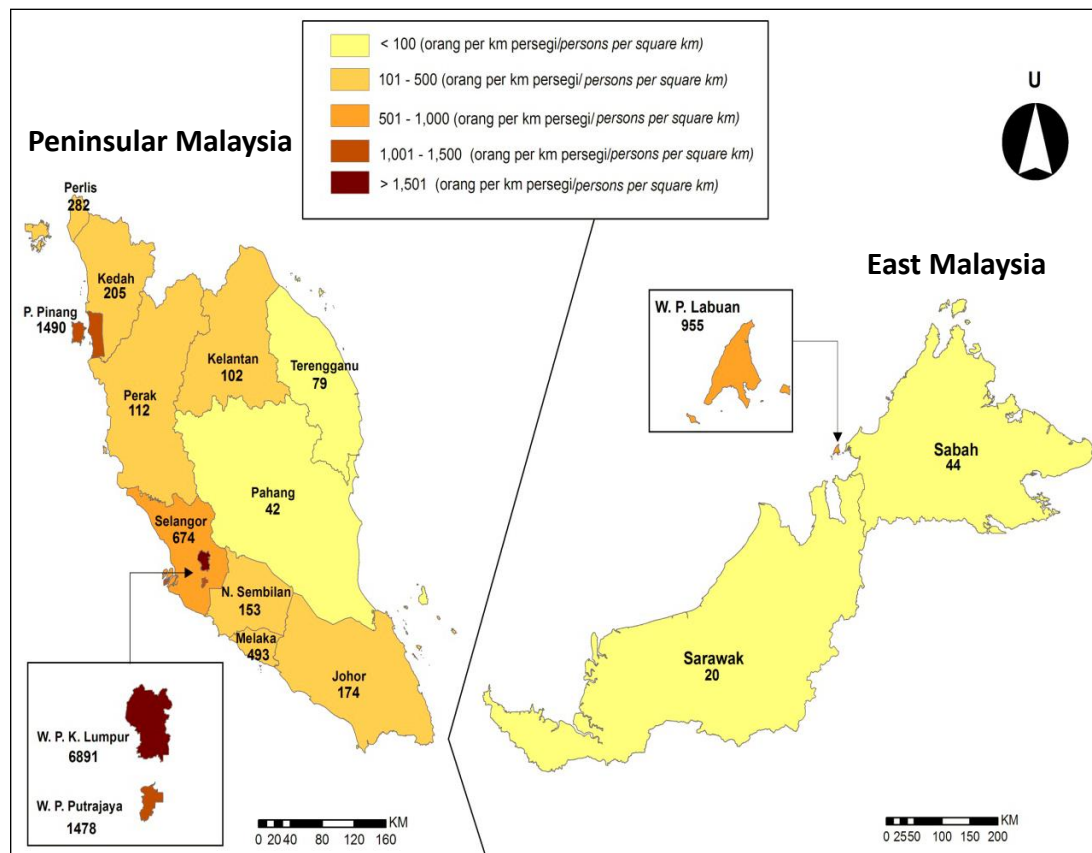 < 100 (orang per km persegi/persons per square km)
101 - 500 (orang per km persegi/persons per square km)
501 - 1,000 (orang per km persegi/persons per square km)
1,001 - 1,500 (orang per km persegi/persons per square km)
> 1,501 (orang per km persegi/persons per square km)
U
Peninsular Malaysia
East Malaysia
Perlis
282
Kedah
205
P. Pinang
1490
Perak
112
Kelantan
102
Terengganu
79
Pahang
42
Selangor
674
N. Sembilan
153
Melaka
493
Johor
174
W. P. K. Lumpur
6891
W. P. Putrajaya
1478
KM
0 20 40 80 120 160
W. P. Labuan
955
Sabah
44
Sarawak
20
KM
0 25 50 100 150 200